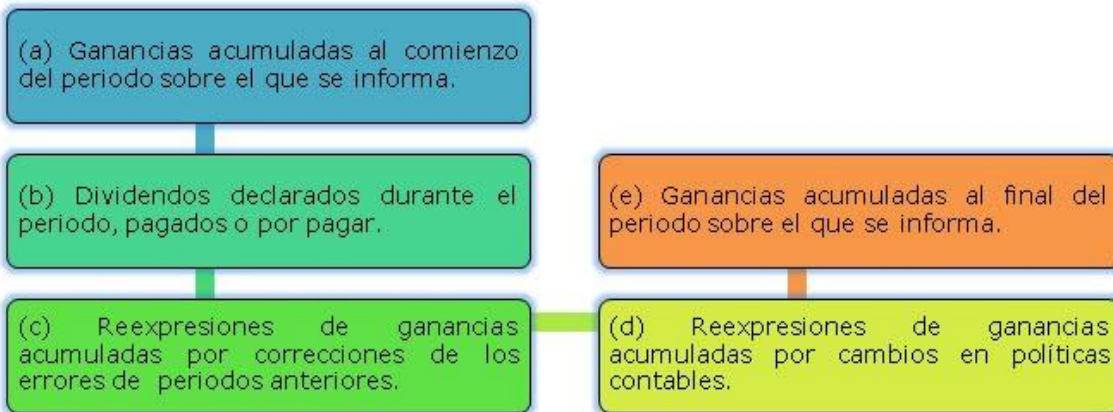 (a) Ganancias acumuladas al comienzo
del periodo sobre el que se informa.
(b) Dividendos declarados durante el
periodo, pagados o por pagar.
(c) Reexpresiones de ganancias
acumuladas por correcciones de los
errores de periodos anteriores.
(d) Reexpresiones de ganancias
acumuladas por cambios en políticas
contables.
(e) Ganancias acumuladas al final del
periodo sobre el que se informa.